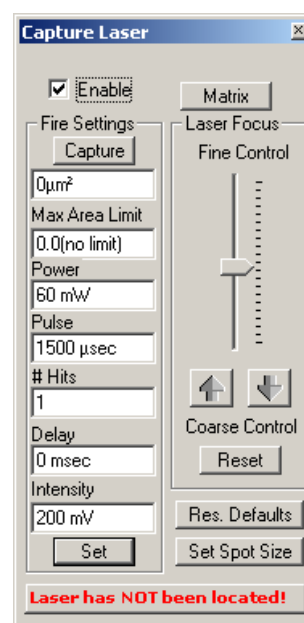 Capture Laser
Enable
Matrix
Fire Settings
Capture
0µm²
Max Area Limit
0.0(no limit)
Power
60 mW
Pulse
1500 µsec
# Hits
1
Delay
0 msec
Intensity
200 mV
Set
Laser Focus
Fine Control
Coarse Control
Reset
Res. Defaults
Set Spot Size
Laser has NOT been located!